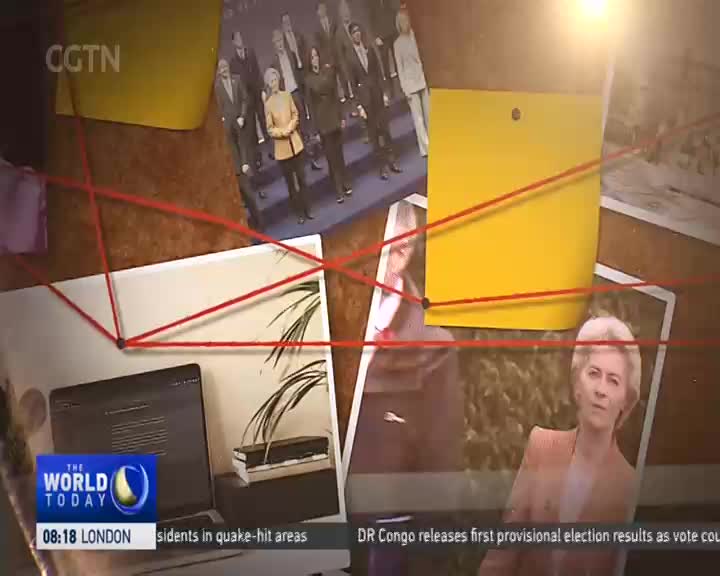 CGTN
THE
WORLD
TODAY
08:18 LONDON
sidents in quake-hit areas
DR Congo releases first provisional election results as vote cou